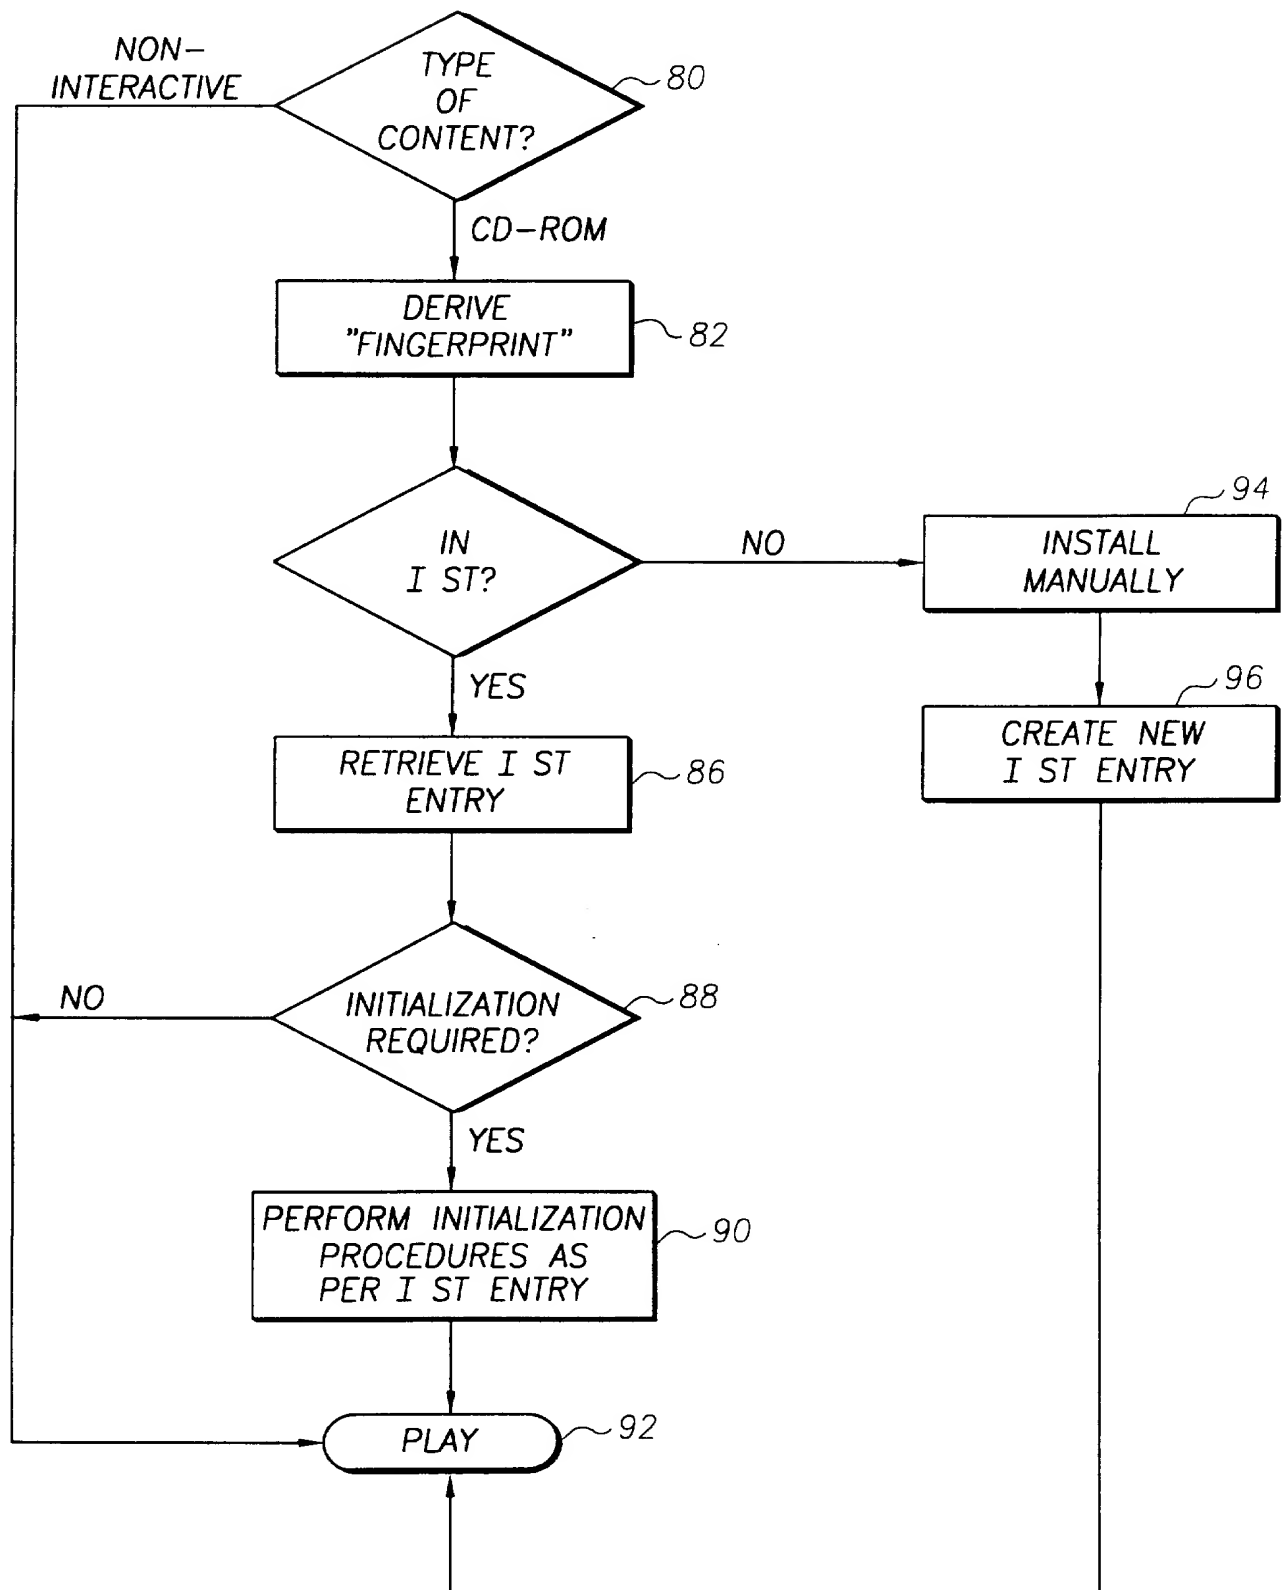 NON-
INTERACTIVE
TYPE
OF
CONTENT?
80
CD-ROM
DERIVE
"FINGERPRINT"
82
IN
I ST?
NO
94
INSTALL
MANUALLY
YES
96
CREATE NEW
I ST ENTRY
RETRIEVE I ST
ENTRY
86
NO
INITIALIZATION
REQUIRED?
88
YES
PERFORM INITIALIZATION
PROCEDURES AS
PER I ST ENTRY
90
PLAY
92